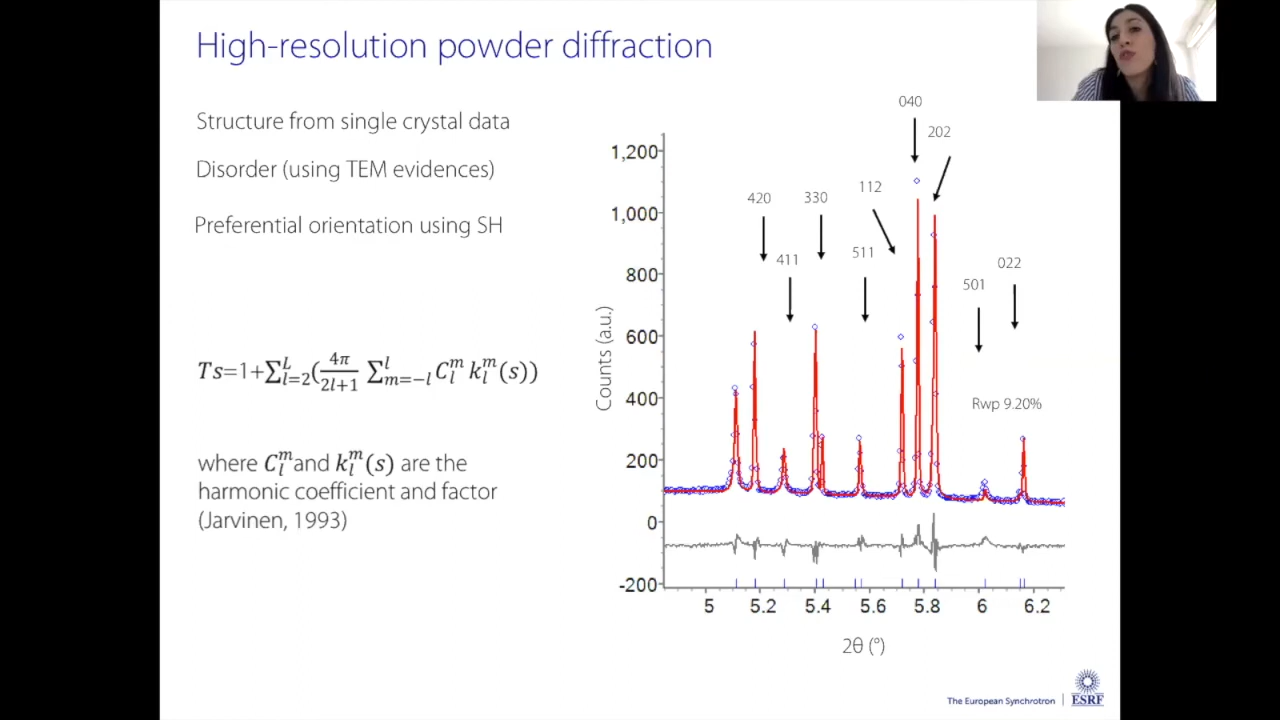 High-resolution powder diffraction
Structure from single crystal data
Disorder (using TEM evidences)
Preferential orientation using SH
Ts=1+∑_{l=2}^{L}(\frac{4π}{2l+1} ∑_{m=-l}^{l} C_l^m k_l^m(s))
where C_l^m and k_l^m(s) are the
harmonic coefficient and factor
(Jarvinen, 1993)
040
202
112
420
330
411
511
022
501
Rwp 9.20%
Counts (a.u.)
1,200
1,000
800
600
400
200
0
-200
5 5.2 5.4 5.6 5.8 6 6.2
2θ (°)
The European Synchrotron
ESRF